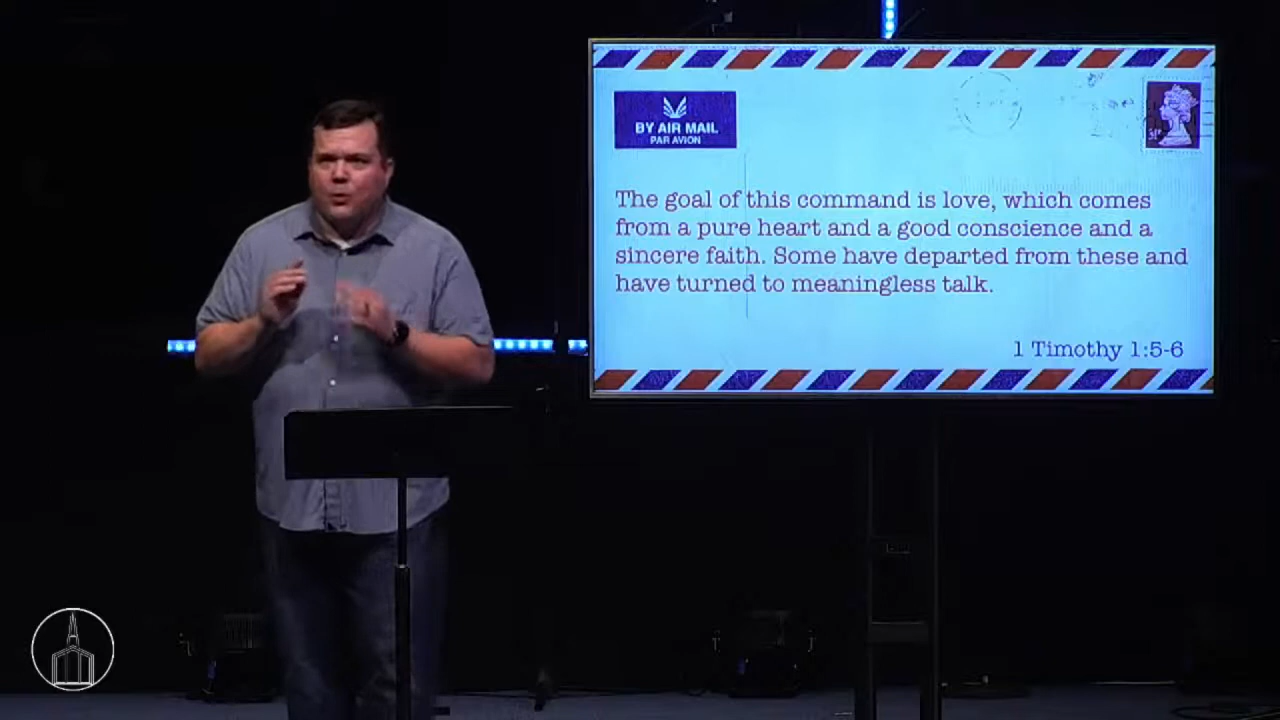 BY AIR MAIL
PAR AVION
The goal of this command is love, which comes
from a pure heart and a good conscience and a
sincere faith. Some have departed from these and
have turned to meaningless talk.
1 Timothy 1:5-6